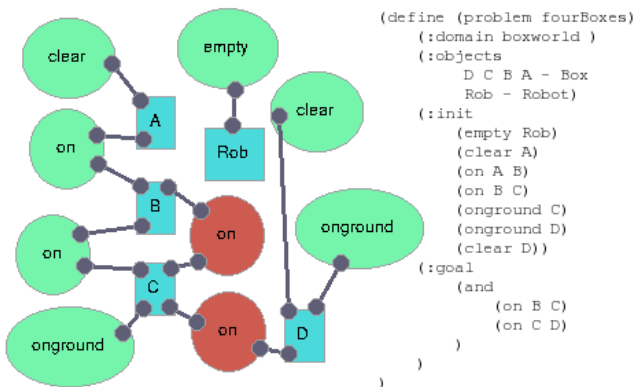 clear
empty
clear
A
on
Rob
B
on
on
onground
C
on
D
onground
(define (problem fourBoxes)
(:domain boxworld )
(:objects
D C B A - Box
Rob - Robot)
(:init
(empty Rob)
(clear A)
(on A B)
(on B C)
(onground C)
(onground D)
(clear D))
(:goal
(and
(on B C)
(on C D)
)
)
)